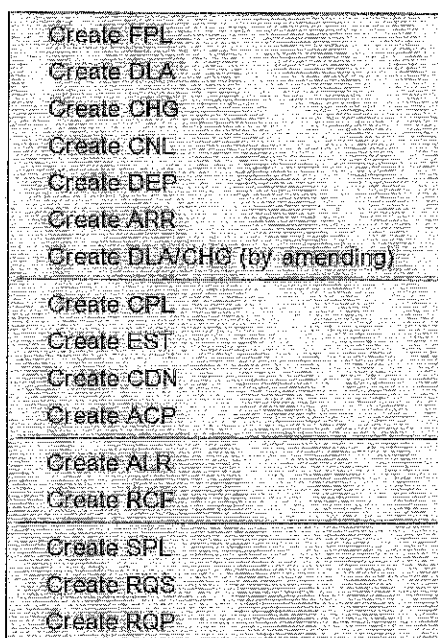 Create FPL
Create DLA
Create CHG
Create CNL
Create DEP
Create ARR
Create DLA/CHG (by amending)
Create CPL
Create EST
Create CDN
Create ACP
Create ALR
Create RCF
Create SPL
Create RQS
Create RQP